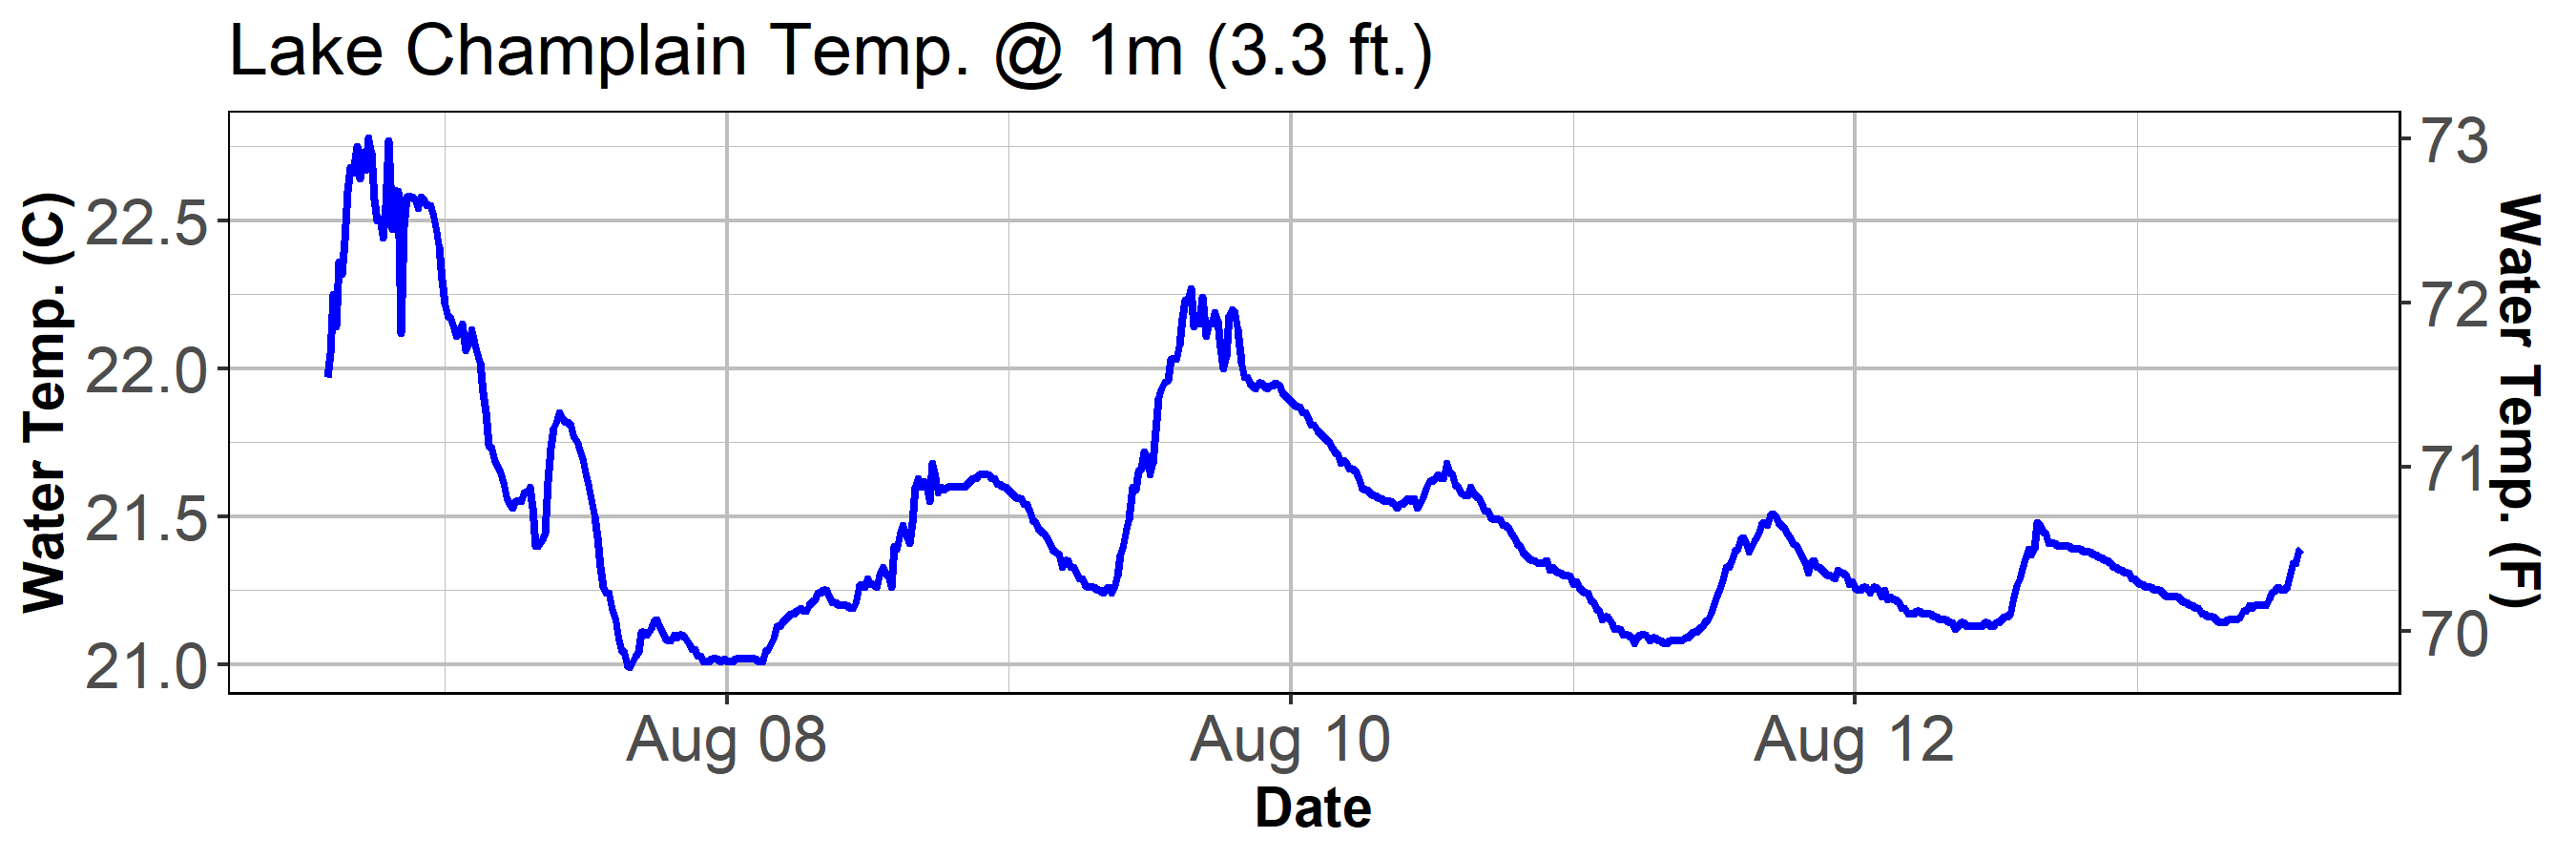 Lake Champlain Temp. @ 1m (3.3 ft.)
Water Temp. (C)
22.5
22.0
21.5
21.0
73
72
71
70
Water Temp. (F)
Aug 08
Aug 10
Aug 12
Date